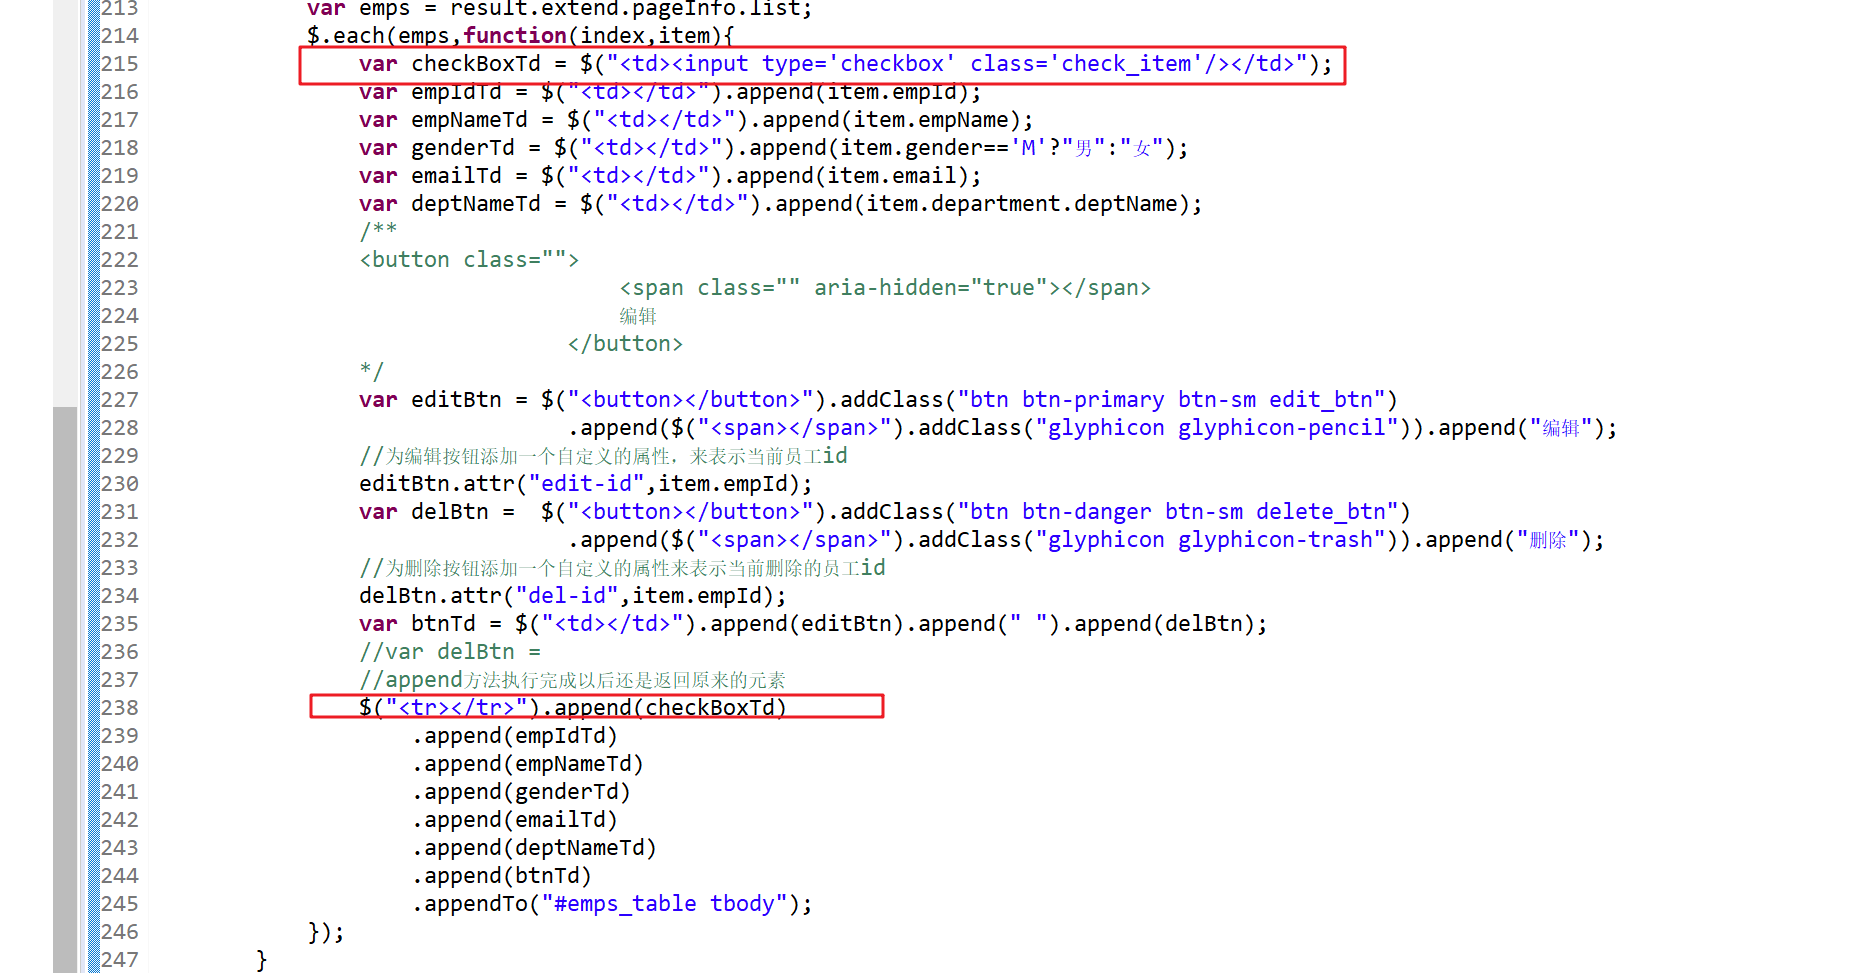 213 var emps = result.extend.pageInfo.list;
214 $.each(emps,function(index,item){
215 var checkBoxTd = $("<td><input type='checkbox' class='check_item'/></td>");
216 var empIdTd = $("<td></td>").append(item.empId);
217 var empNameTd = $("<td></td>").append(item.empName);
218 var genderTd = $("<td></td>").append(item.gender=='M'?"男":"女");
219 var emailTd = $("<td></td>").append(item.email);
220 var deptNameTd = $("<td></td>").append(item.department.deptName);
221 /**
222 <button class="">
223 <span class="" aria-hidden="true"></span>
224 编辑
225 </button>
226 */
227 var editBtn = $("<button></button>").addClass("btn btn-primary btn-sm edit_btn")
228 .append($("<span></span>").addClass("glyphicon glyphicon-pencil")).append("编辑");
229 //为编辑按钮添加一个自定义的属性，来表示当前员工id
230 editBtn.attr("edit-id",item.empId);
231 var delBtn =  $("<button></button>").addClass("btn btn-danger btn-sm delete_btn")
232 .append($("<span></span>").addClass("glyphicon glyphicon-trash")).append("删除");
233 //为删除按钮添加一个自定义的属性来表示当前删除的员工id
234 delBtn.attr("del-id",item.empId);
235 var btnTd = $("<td></td>").append(editBtn).append(" ").append(delBtn);
236 //var delBtn =
237 //append方法执行完成以后还是返回原来的元素
238 $("<tr></tr>").append(checkBoxTd)
239 .append(empIdTd)
240 .append(empNameTd)
241 .append(genderTd)
242 .append(emailTd)
243 .append(deptNameTd)
244 .append(btnTd)
245 .appendTo("#emps_table tbody");
246 });
247 }